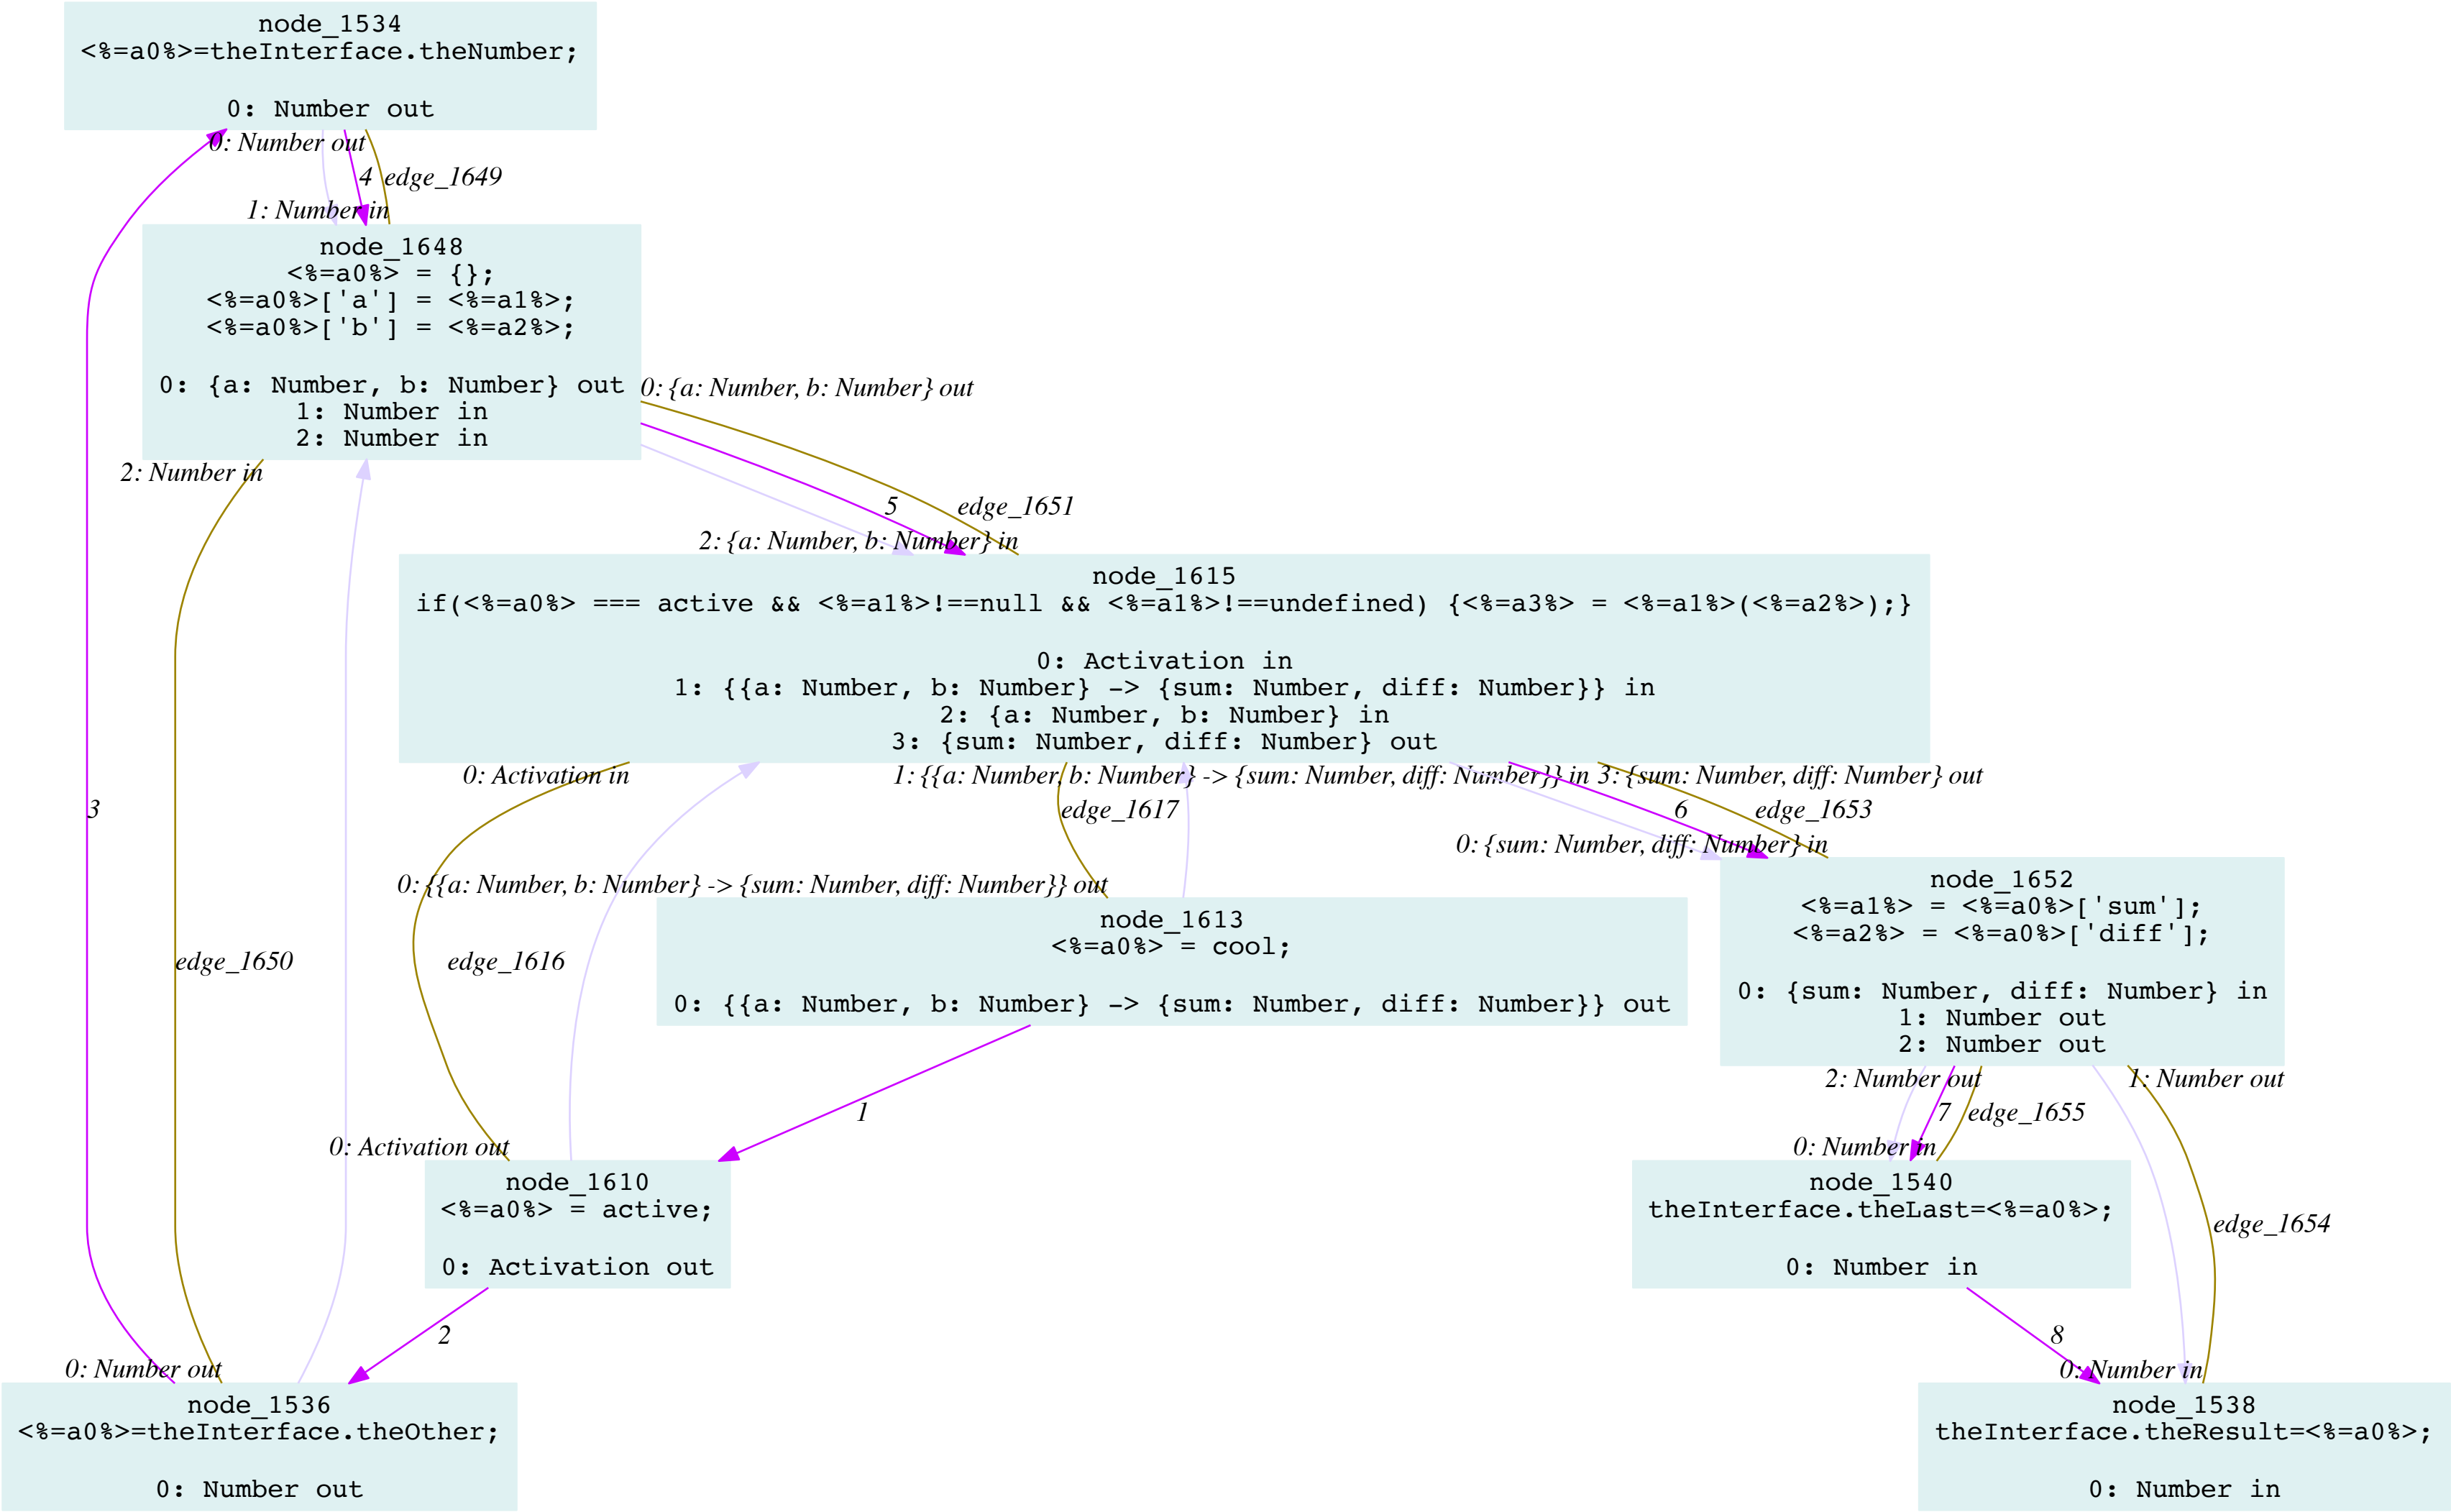 node_1534
<%=a0%>=theInterface.theNumber;
0: Number out
0: Number out
4
edge_1649
1: Number in
node_1648
<%=a0%> = {};
<%=a0%>['a'] = <%=a1%>;
<%=a0%>['b'] = <%=a2%>;
0: {a: Number, b: Number} out
1: Number in
2: Number in
0: {a: Number, b: Number} out
2: Number in
5
edge_1651
2: {a: Number, b: Number} in
node_1615
if(<%=a0%> === active && <%=a1%>!==null && <%=a1%>!==undefined) {<%=a3%> = <%=a1%>(<%=a2%>);}
0: Activation in
1: {{a: Number, b: Number} -> {sum: Number, diff: Number}} in
2: {a: Number, b: Number} in
3: {sum: Number, diff: Number} out
0: Activation in
1: {{a: Number, b: Number} -> {sum: Number, diff: Number}} in
3: {sum: Number, diff: Number} out
3
edge_1617
6
edge_1653
0: {sum: Number, diff: Number} in
0: {{a: Number, b: Number} -> {sum: Number, diff: Number}} out
node_1613
<%=a0%> = cool;
0: {{a: Number, b: Number} -> {sum: Number, diff: Number}} out
node_1652
<%=a1%> = <%=a0%>['sum'];
<%=a2%> = <%=a0%>['diff'];
0: {sum: Number, diff: Number} in
1: Number out
2: Number out
edge_1650
edge_1616
2: Number out
1: Number out
1
7
edge_1655
0: Activation out
0: Number in
node_1610
<%=a0%> = active;
0: Activation out
node_1540
theInterface.theLast=<%=a0%>;
0: Number in
edge_1654
2
8
0: Number out
0: Number in
node_1536
<%=a0%>=theInterface.theOther;
0: Number out
node_1538
theInterface.theResult=<%=a0%>;
0: Number in